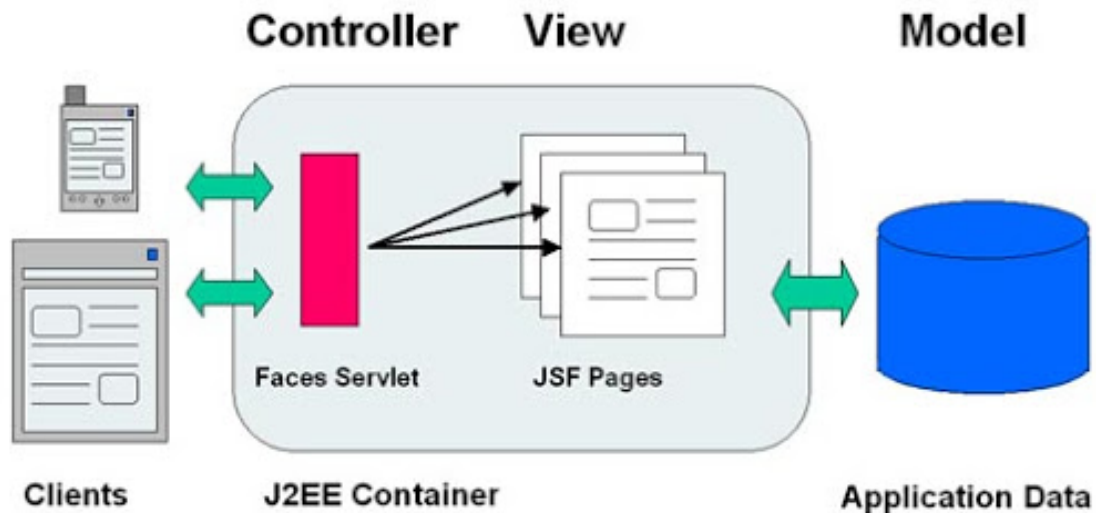 Controller View Model
Faces Servlet JSF Pages
Clients J2EE Container Application Data